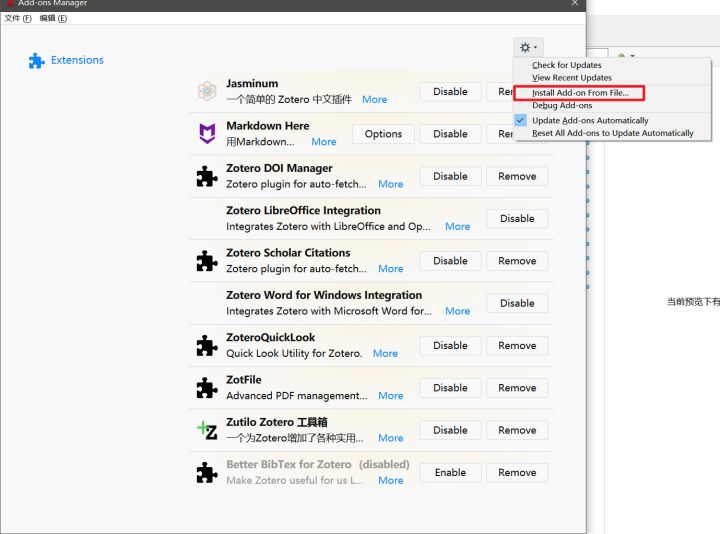 Add-ons Manager
文件 (F) 编辑 (E)
Extensions
Check for Updates
View Recent Updates
Install Add-on From File...
Debug Add-ons
Update Add-ons Automatically
Reset All Add-ons to Update Automatically
Jasminum
一个简单的 Zotero 中文插件 More
Disable
Markdown Here
用Markdown... More
Options Disable
Zotero DOI Manager
Zotero plugin for auto-fetch... More
Disable Remove
Zotero LibreOffice Integration
Integrates Zotero with LibreOffice and Op... More
Disable
Zotero Scholar Citations
Zotero plugin for auto-fetch... More
Disable Remove
Zotero Word for Windows Integration
Integrates Zotero with Microsoft Word for... More
Disable
当前预览下有
ZoteroQuickLook
Quick Look Utility for Zotero. More
Disable Remove
ZotFile
Advanced PDF management... More
Disable Remove
Zutilo Zotero 工具箱
一个为Zotero增加了各种实用... More
Disable Remove
Better BibTex for Zotero (disabled)
Make Zotero useful for us L... More
Enable Remove